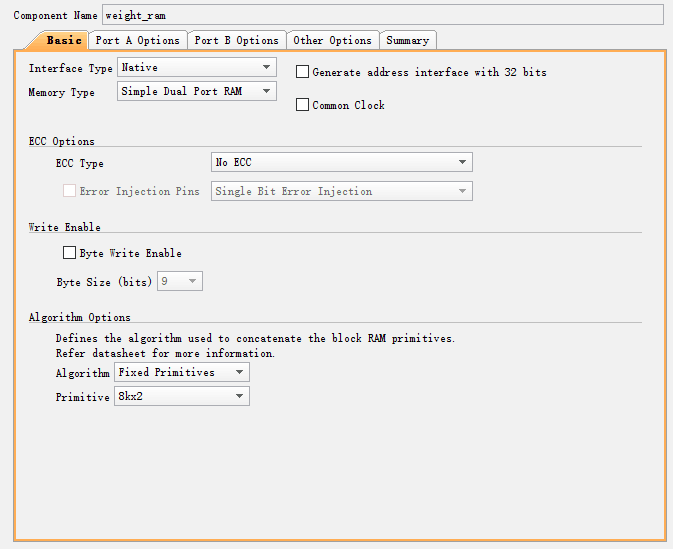 Component Name weight_ram
Basic Port A Options Port B Options Other Options Summary
Interface Type Native Generate address interface with 32 bits
Memory Type Simple Dual Port RAM Common Clock
ECC Options
ECC Type No ECC
Error Injection Pins Single Bit Error Injection
Write Enable
Byte Write Enable
Byte Size (bits) 9
Algorithm Options
Defines the algorithm used to concatenate the block RAM primitives.
Refer datasheet for more information.
Algorithm Fixed Primitives
Primitive 8kx2